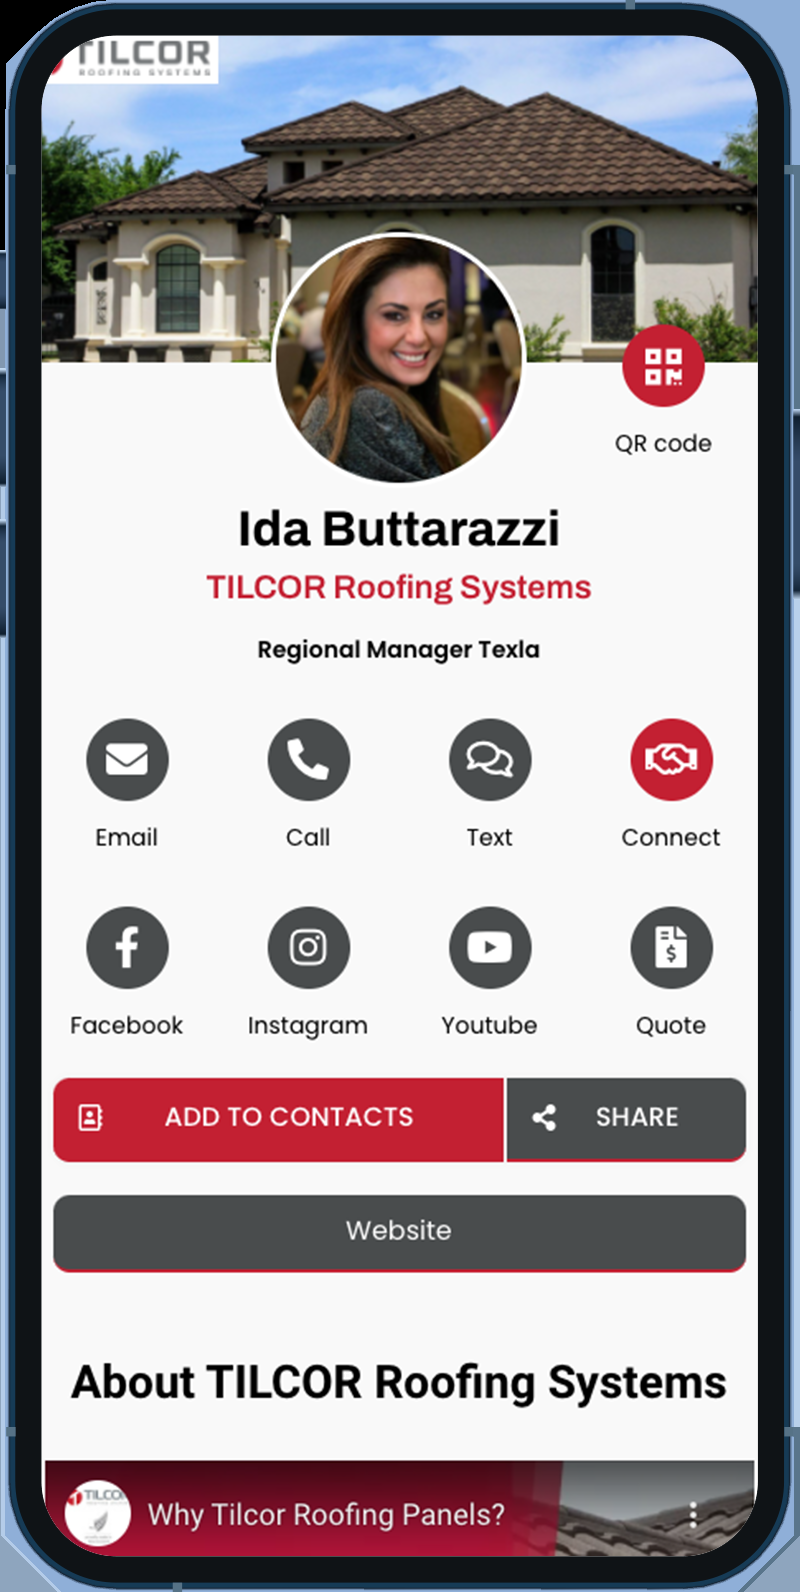 TILCOR
ROOFING SYSTEMS
QR code
Ida Buttarazzi
TILCOR Roofing Systems
Regional Manager Texla
Email
Call
Text
Connect
Facebook
Instagram
Youtube
Quote
ADD TO CONTACTS
SHARE
Website
About TILCOR Roofing Systems
TILCOR
Why Tilcor Roofing Panels?